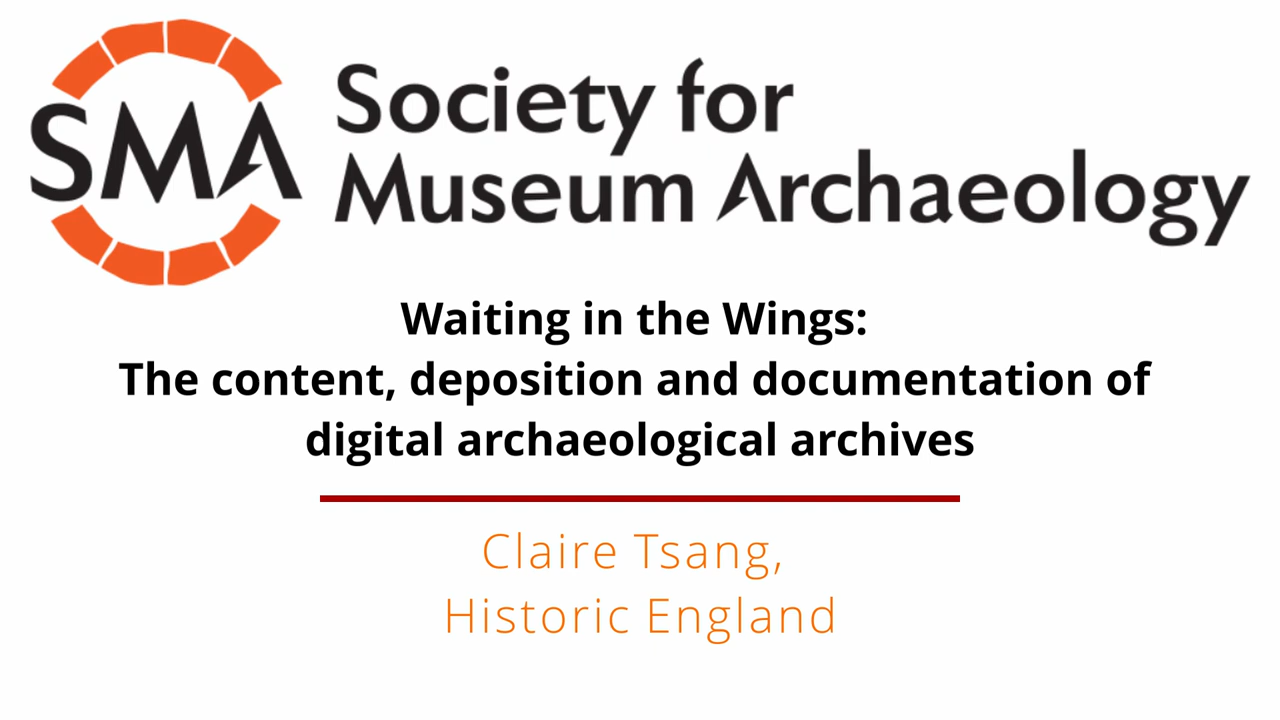 SMA
Society for
Museum Archaeology
Waiting in the Wings:
The content, deposition and documentation of
digital archaeological archives
Claire Tsang,
Historic England